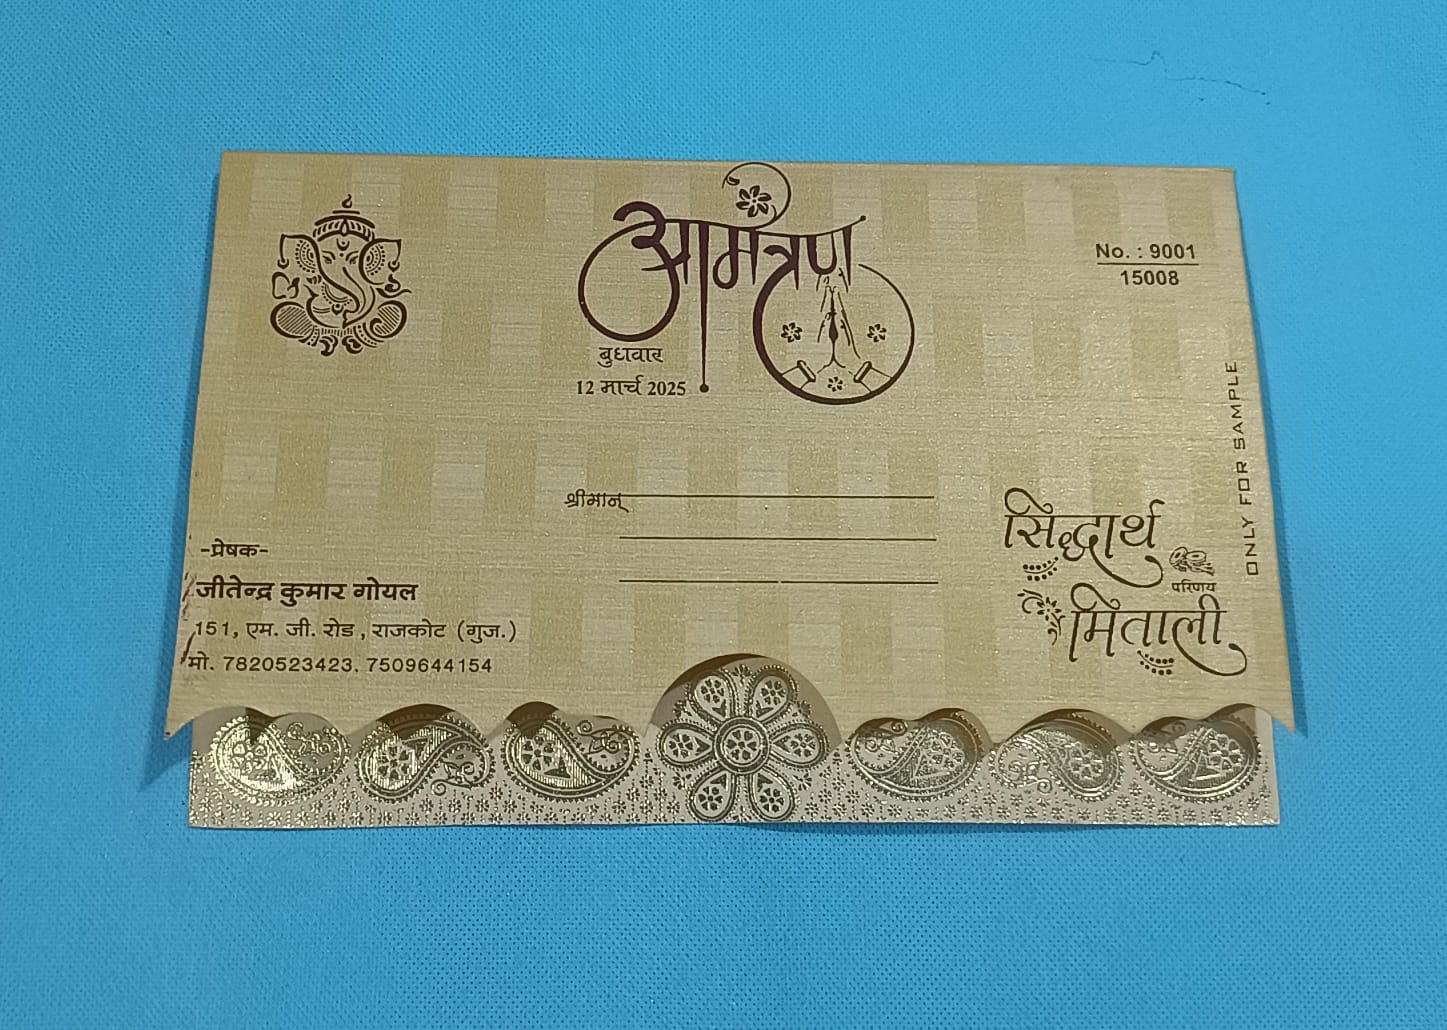 आमंत्रण
बुधवार
12 मार्च 2025
No. : 9001
15008
श्रीमान्
-प्रेषक-
जीतेन्द्र कुमार गोयल
151, एम. जी. रोड, राजकोट (गुज.)
मो. 7820523423. 7509644154
सिद्धार्थ
परिणय
मिताली
ONLY FOR SAMPLE